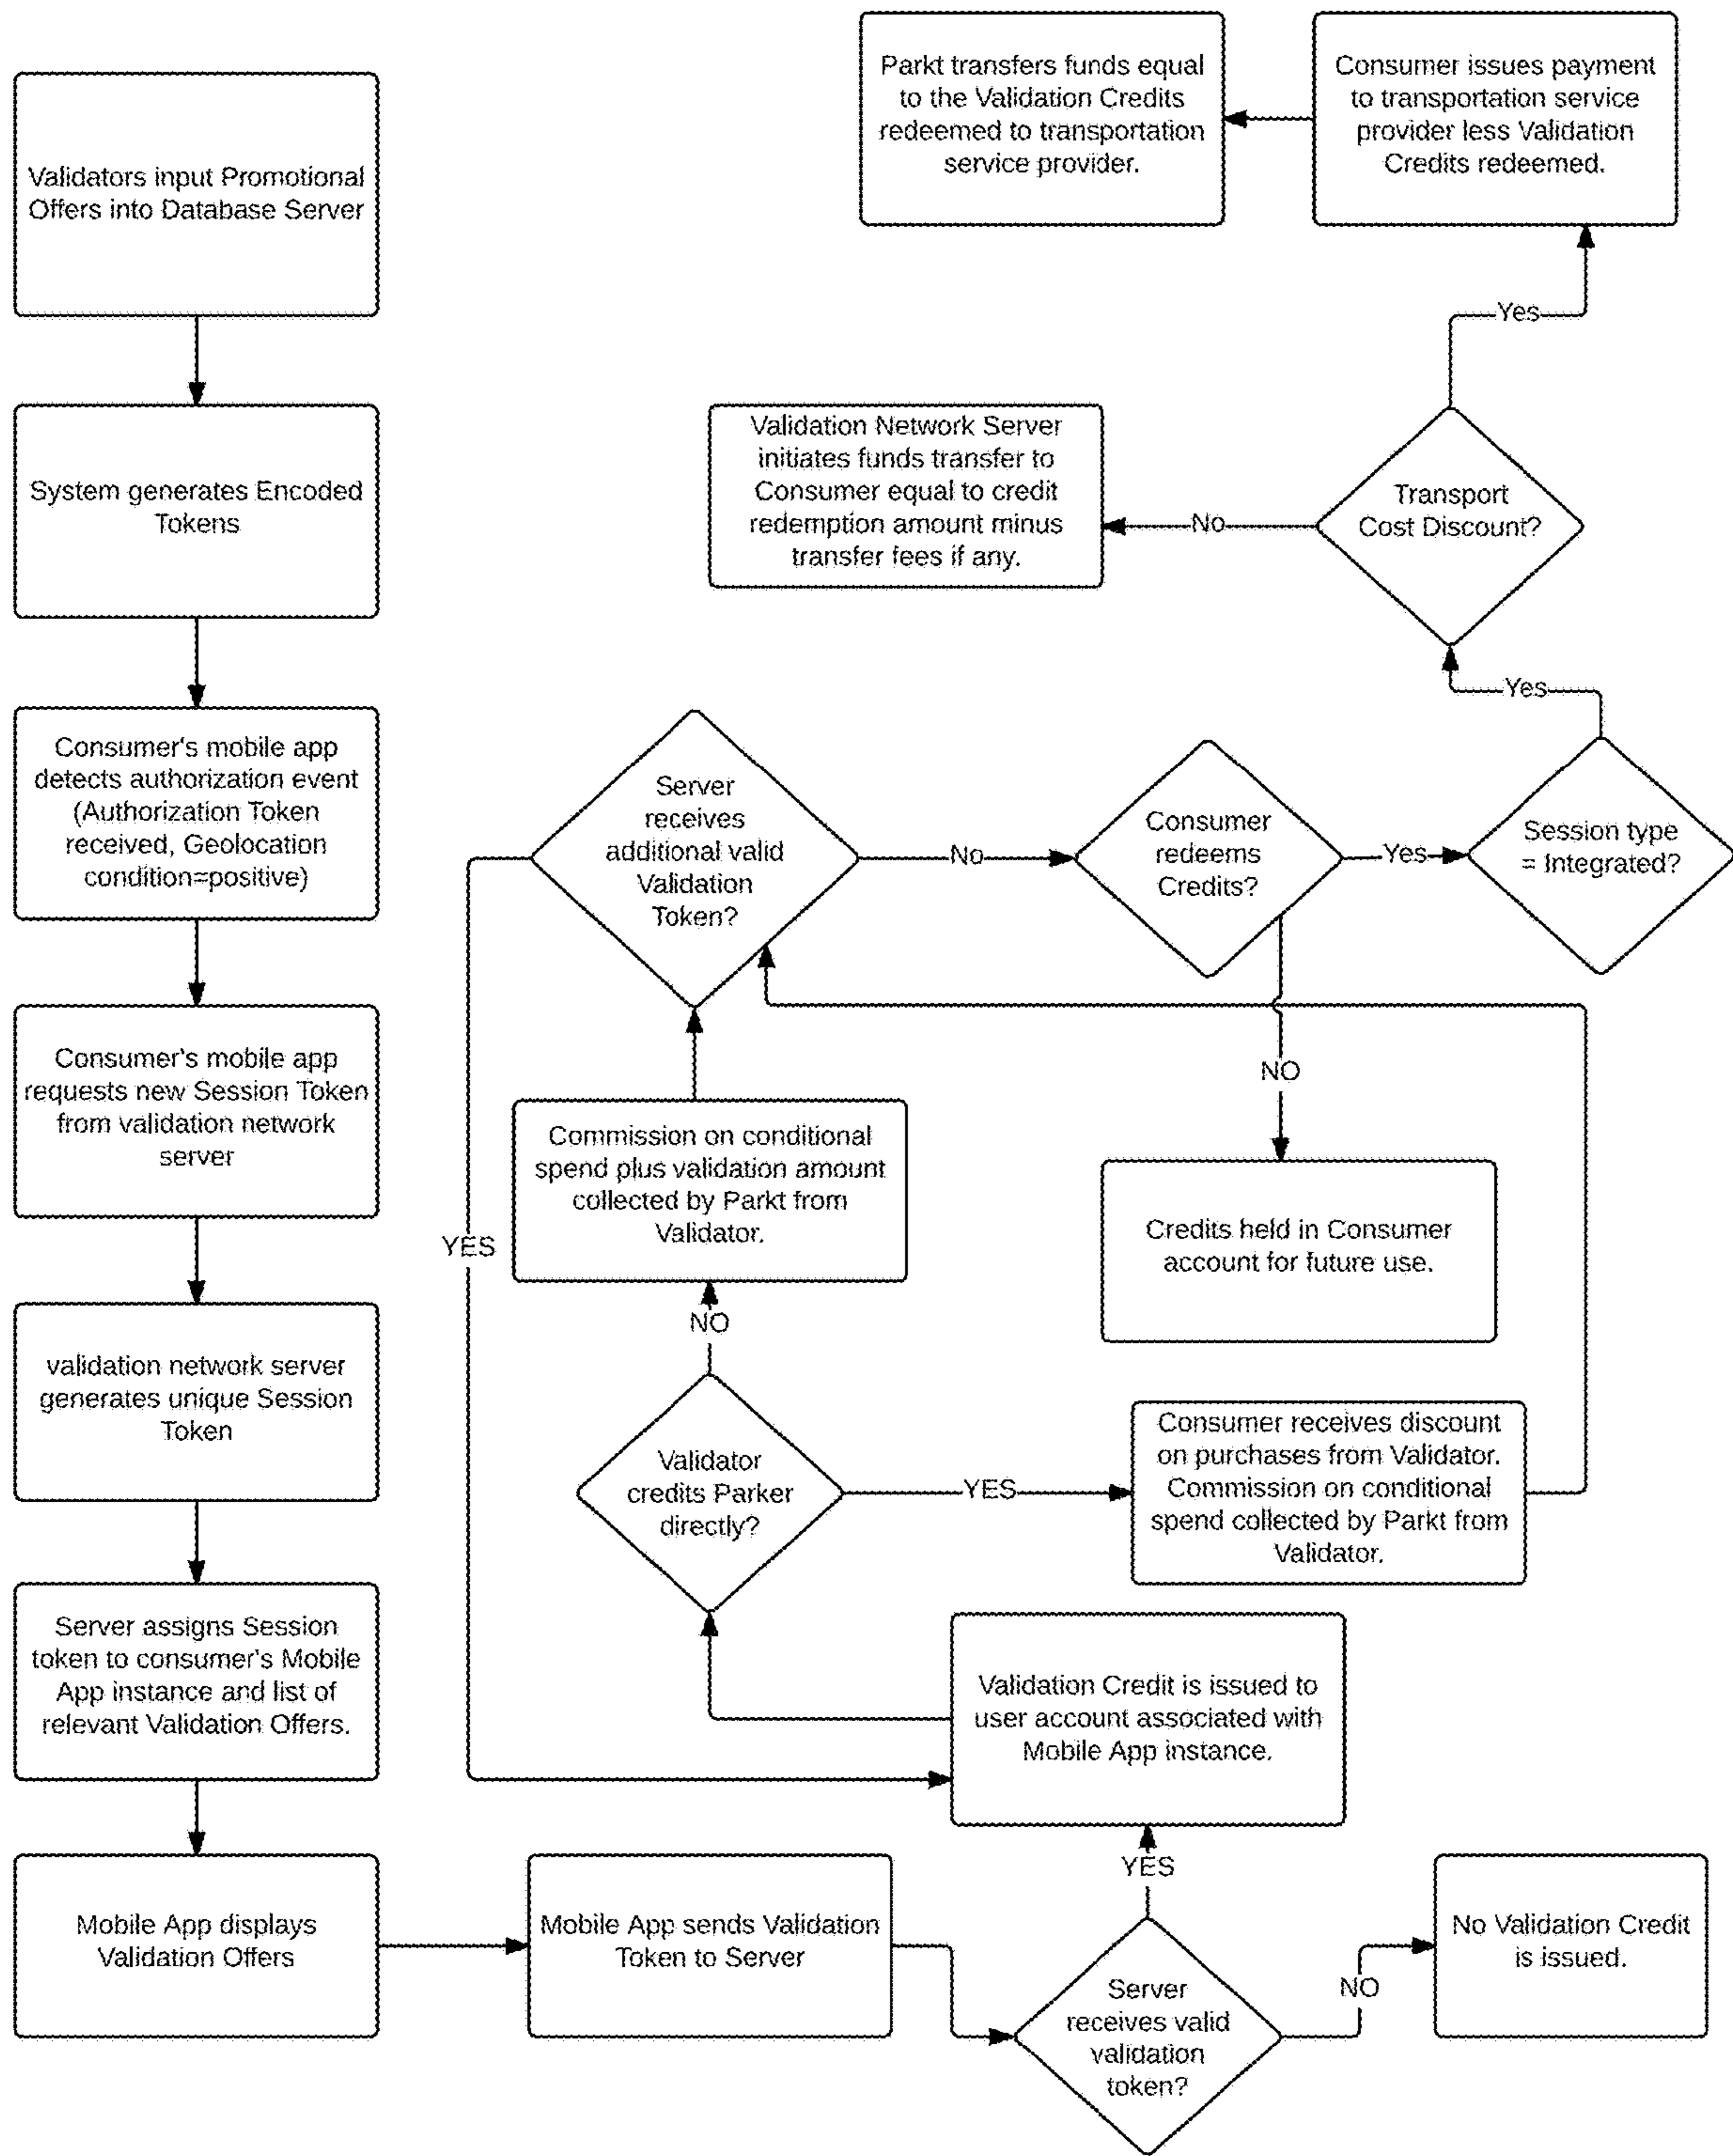 Validators input Promotional
Offers into Database Server
System generates Encoded
Tokens
Consumer's mobile app
detects authorization event
(Authorization Token
received, Geolocation
condition=positive)
Consumer's mobile app
requests new Session Token
from validation network
server
validation network server
generates unique Session
Token
Server assigns Session
token to consumer's Mobile
App instance and list of
relevant Validation Offers.
Mobile App displays
Validation Offers
Mobile App sends Validation
Token to Server
Server
receives valid
validation
token?
NO
No Validation Credit
is issued.
YES
Validation Credit is issued to
user account associated with
Mobile App instance.
Validator
credits Parker
directly?
YES
Consumer receives discount
on purchases from Validator.
Commission on conditional
spend collected by Parkt from
Validator.
NO
Commission on conditional
spend plus validation amount
collected by Parkt from
Validator.
Server
receives
additional valid
Validation
Token?
YES
No
Consumer
redeems
Credits?
NO
Credits held in Consumer
account for future use.
Yes
Session type
= Integrated?
Yes
Transport
Cost Discount?
No
Validation Network Server
initiates funds transfer to
Consumer equal to credit
redemption amount minus
transfer fees if any.
Yes
Consumer issues payment
to transportation service
provider less Validation
Credits redeemed.
Parkt transfers funds equal
to the Validation Credits
redeemed to transportation
service provider.